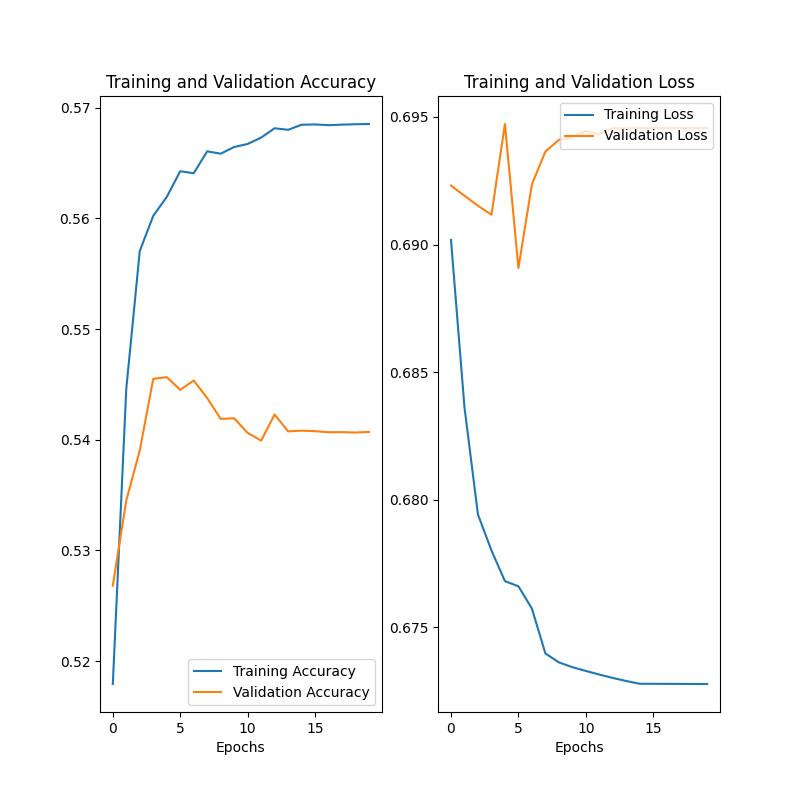 Training and Validation Accuracy
0.57
0.56
0.55
0.54
0.53
0.52
Training Accuracy
Validation Accuracy
0 5 10 15
Epochs
Training and Validation Loss
Training Loss
Validation Loss
0.695
0.690
0.685
0.680
0.675
0 5 10 15
Epochs